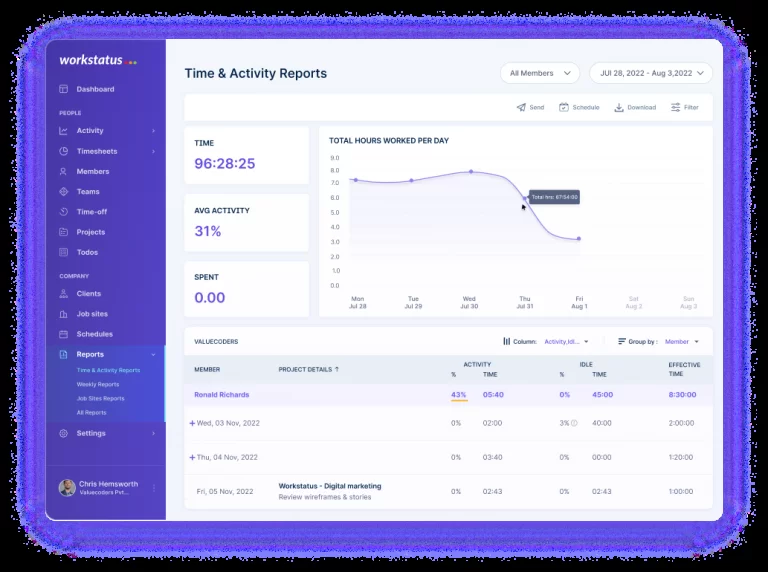 workstatus
Dashboard
PEOPLE
Activity
Timesheets
Members
Teams
Time-off
Projects
Todos
COMPANY
Clients
Job sites
Schedules
Reports
Time & Activity Reports
Weekly Reports
Job Sites Reports
All Reports
Settings
Chris Hemsworth
Valuecoders Pvt...
Time & Activity Reports
All Members
JUL 28, 2022 - Aug 3,2022
Send Schedule Download Filter
TIME
96:28:25
AVG ACTIVITY
31%
SPENT
0.00
TOTAL HOURS WORKED PER DAY
9.0
8.0
7.0
6.0
5.0
4.0
3.0
2.0
1.0
0.0
Total hrs: 07:54:00
Mon Tue Wed Thu Fri Sat Sun
Jul 28 Jul 29 Jul 30 Jul 31 Aug 1 Aug 2 Aug 3
VALUECODERS Column: Activity,Idl... Group by : Member
ACTIVITY IDLE EFFECTIVE
MEMBER PROJECT DETAILS ↑ % TIME % TIME TIME
Ronald Richards 43% 05:40 0% 45:00 8:30:00
+ Wed, 03 Nov, 2022 0% 02:00 3% 40:00 2:00:00
+ Thu, 04 Nov, 2022 0% 03:40 0% 00:00 1:20:00
Fri, 05 Nov, 2022 Workstatus - Digital marketing 0% 02:43 0% 02:43 1:00:00
Review wireframes & stories